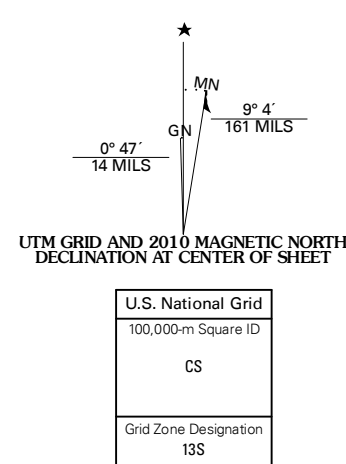 ★
MN
9° 4´
161 MILS
GN
0° 47´
14 MILS
UTM GRID AND 2010 MAGNETIC NORTH
DECLINATION AT CENTER OF SHEET
U.S. National Grid
100,000-m Square ID
CS
Grid Zone Designation
13S